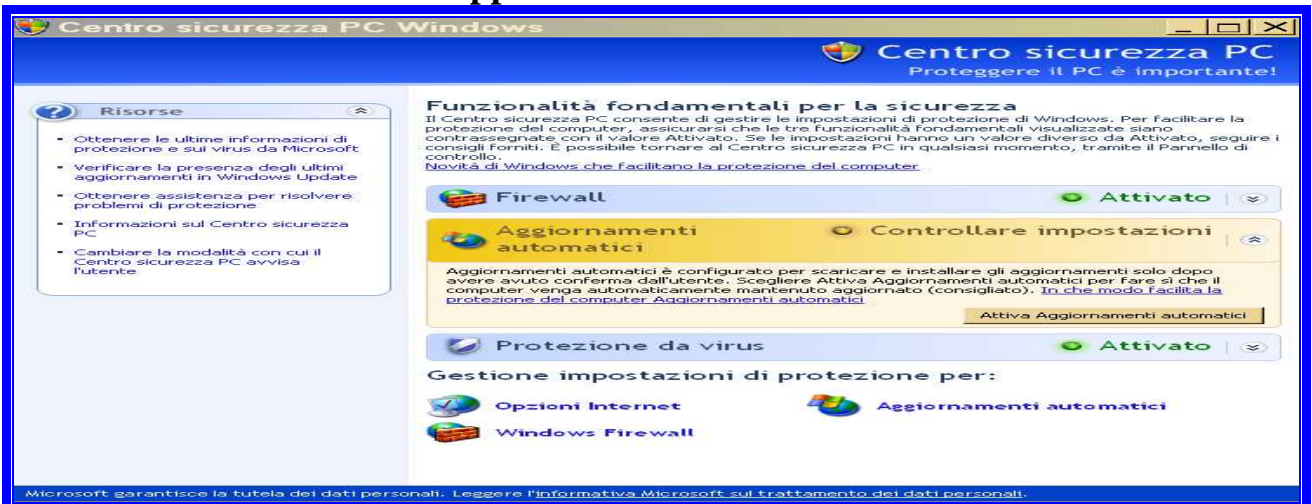 Centro sicurezza PC Windows
Centro sicurezza PC
Proteggere il PC è importante!
Risorse
Ottenere le ultime informazioni di
protezione e sui virus da Microsoft
Verificare la presenza degli ultimi
aggiornamenti in Windows Update
Ottenere assistenza per risolvere
problemi di protezione
Informazioni sul Centro sicurezza
PC
Cambiare la modalità con cui il
Centro sicurezza PC avvisa
l'utente
Funzionalità fondamentali per la sicurezza
Il Centro sicurezza PC consente di gestire le impostazioni di protezione di Windows. Per facilitare la
protezione del computer, assicurarsi che le tre funzionalità fondamentali visualizzate siano
contrassegnate con il valore Attivato. Se le impostazioni hanno un valore diverso da Attivato, seguire i
consigli forniti. È possibile tornare al Centro sicurezza PC in qualsiasi momento, tramite il Pannello di
controllo.
Novità di Windows che facilitano la protezione del computer
Firewall Attivato
Aggiornamenti
automatici
Controllare impostazioni
Aggiornamenti automatici è configurato per scaricare e installare gli aggiornamenti solo dopo
avere avuto conferma dall'utente. Scegliere Attiva Aggiornamenti automatici per fare sì che il
computer venga automaticamente mantenuto aggiornato (consigliato). In che modo facilita la
protezione del computer Aggiornamenti automatici
Attiva Aggiornamenti automatici
Protezione da virus Attivato
Gestione impostazioni di protezione per:
Opzioni Internet Aggiornamenti automatici
Windows Firewall
Microsoft garantisce la tutela dei dati personali. Leggere l'informativa Microsoft sul trattamento dei dati personali.